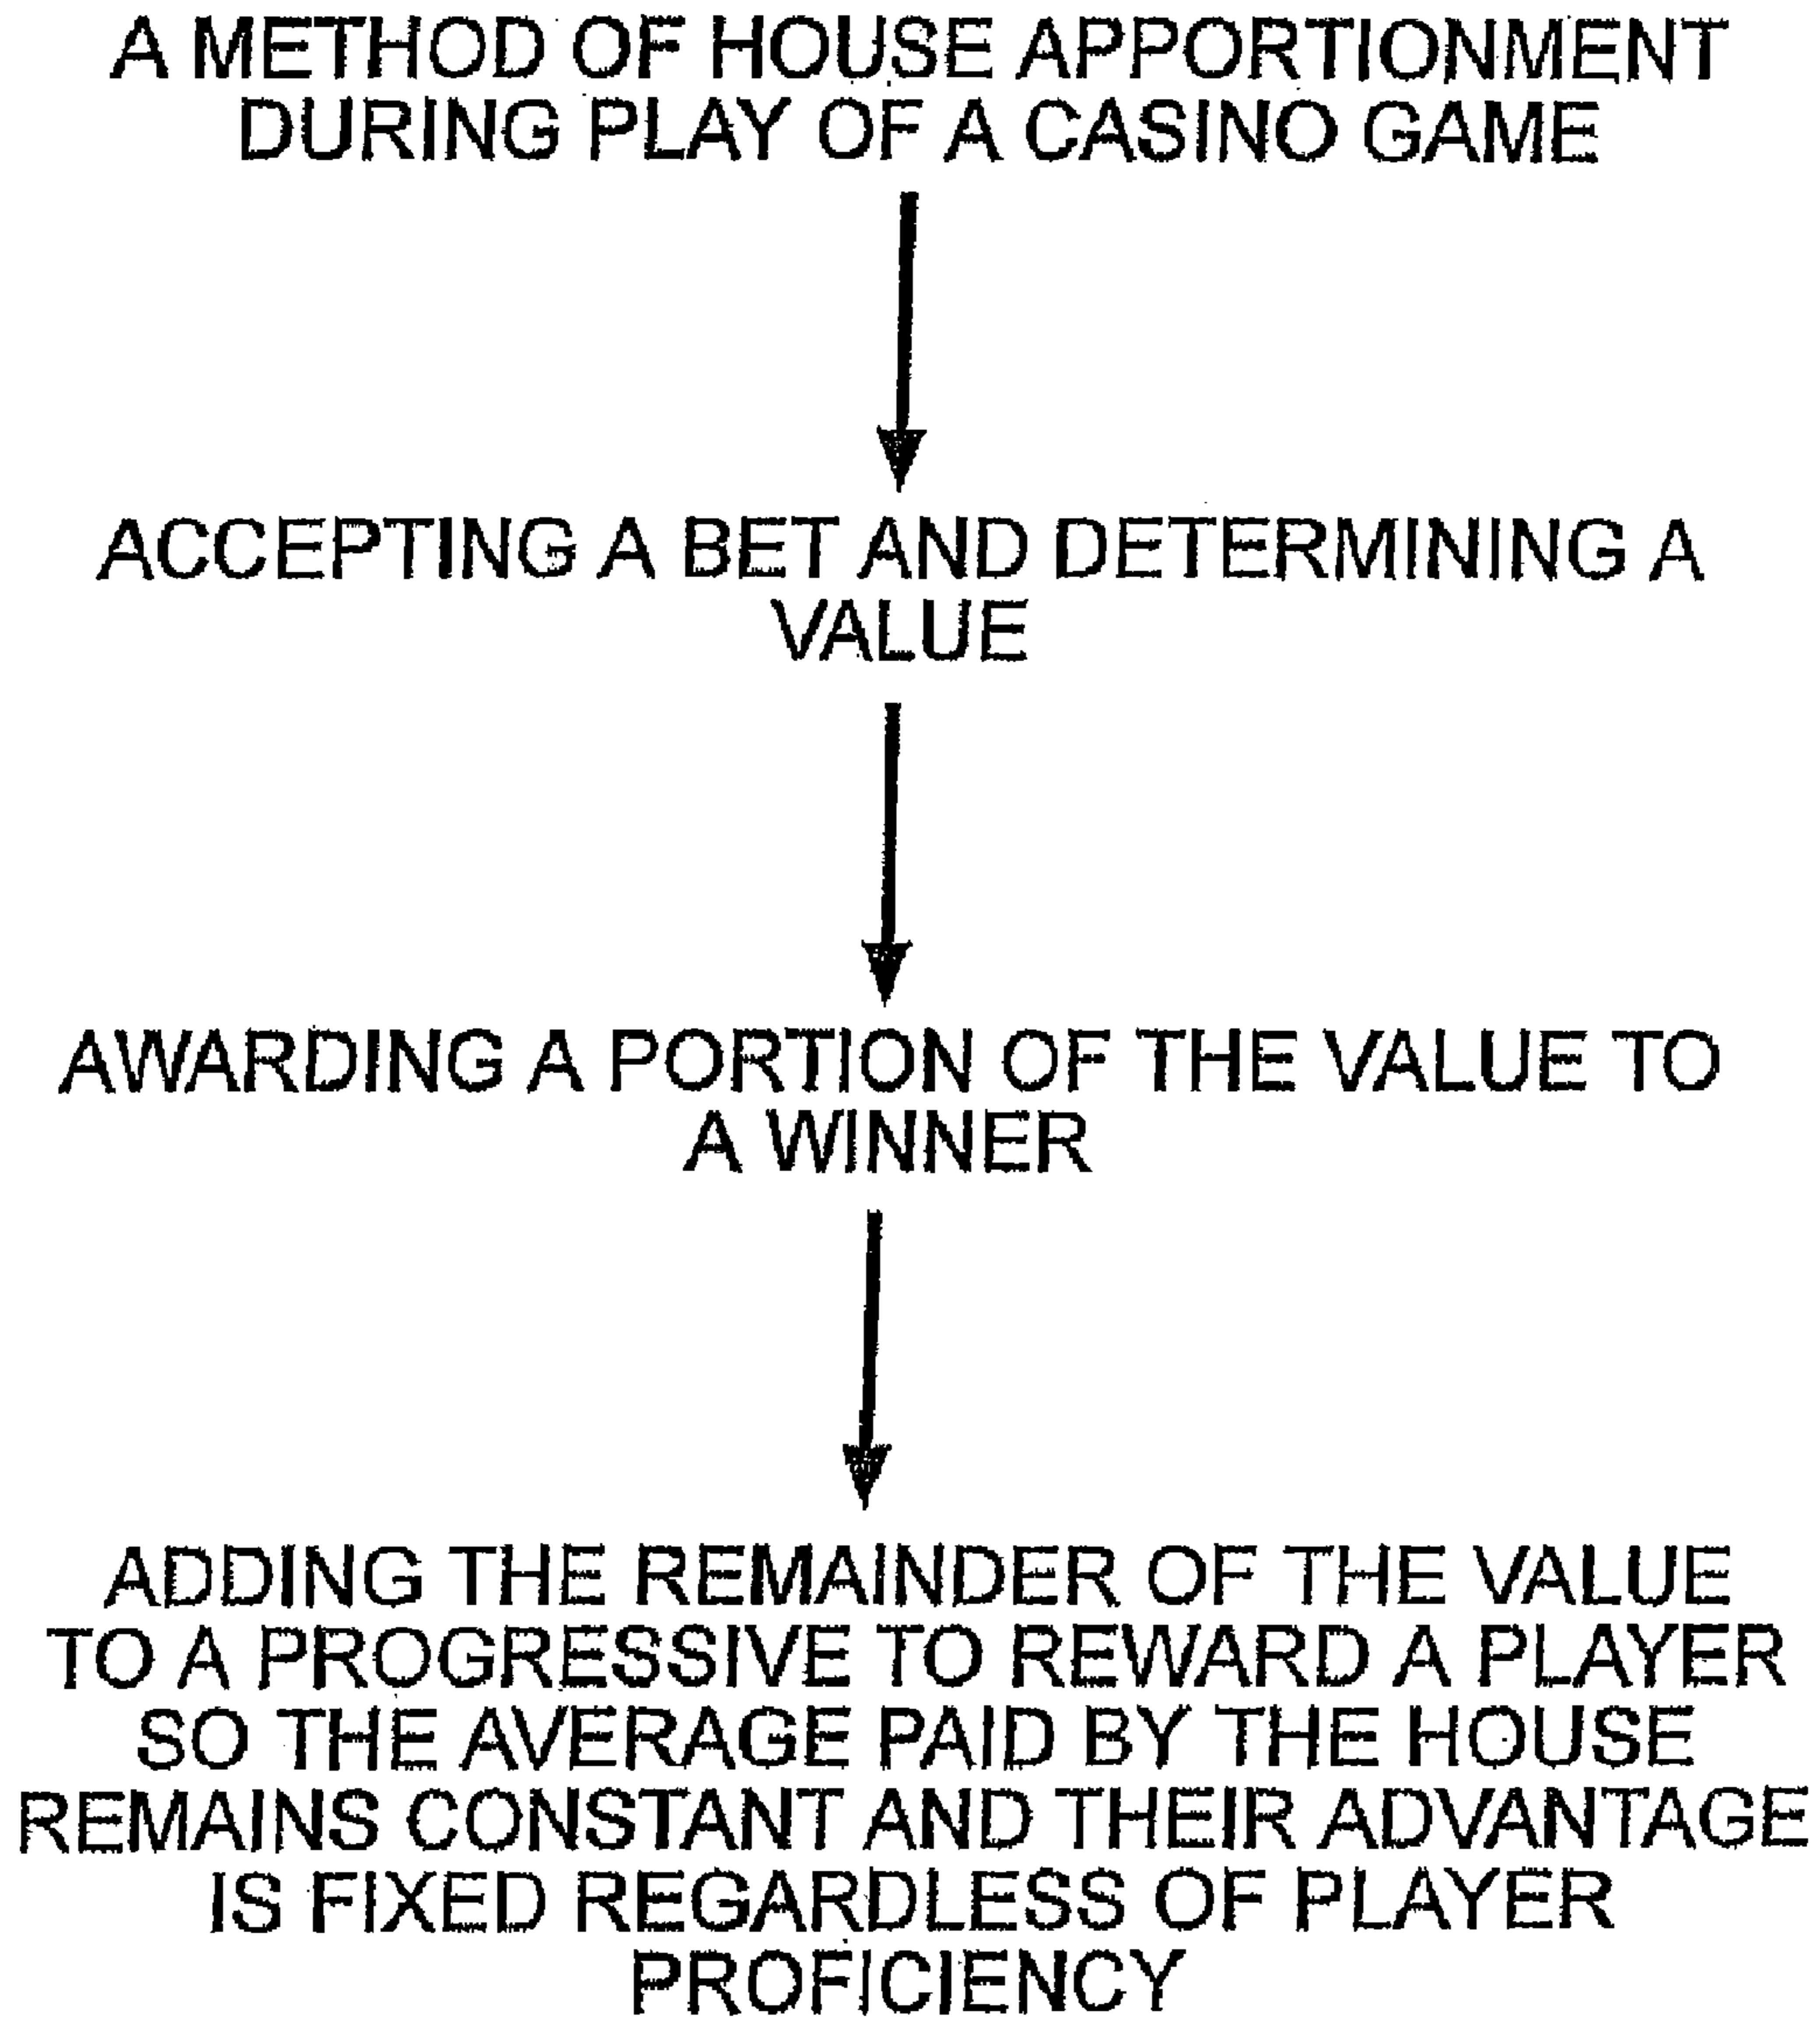 A METHOD OF HOUSE APPORTIONMENT
DURING PLAY OF A CASINO GAME
ACCEPTING A BET AND DETERMINING A
VALUE
AWARDING A PORTION OF THE VALUE TO
A WINNER
ADDING THE REMAINDER OF THE VALUE
TO A PROGRESSIVE TO REWARD A PLAYER
SO THE AVERAGE PAID BY THE HOUSE
REMAINS CONSTANT AND THEIR ADVANTAGE
IS FIXED REGARDLESS OF PLAYER
PROFICIENCY